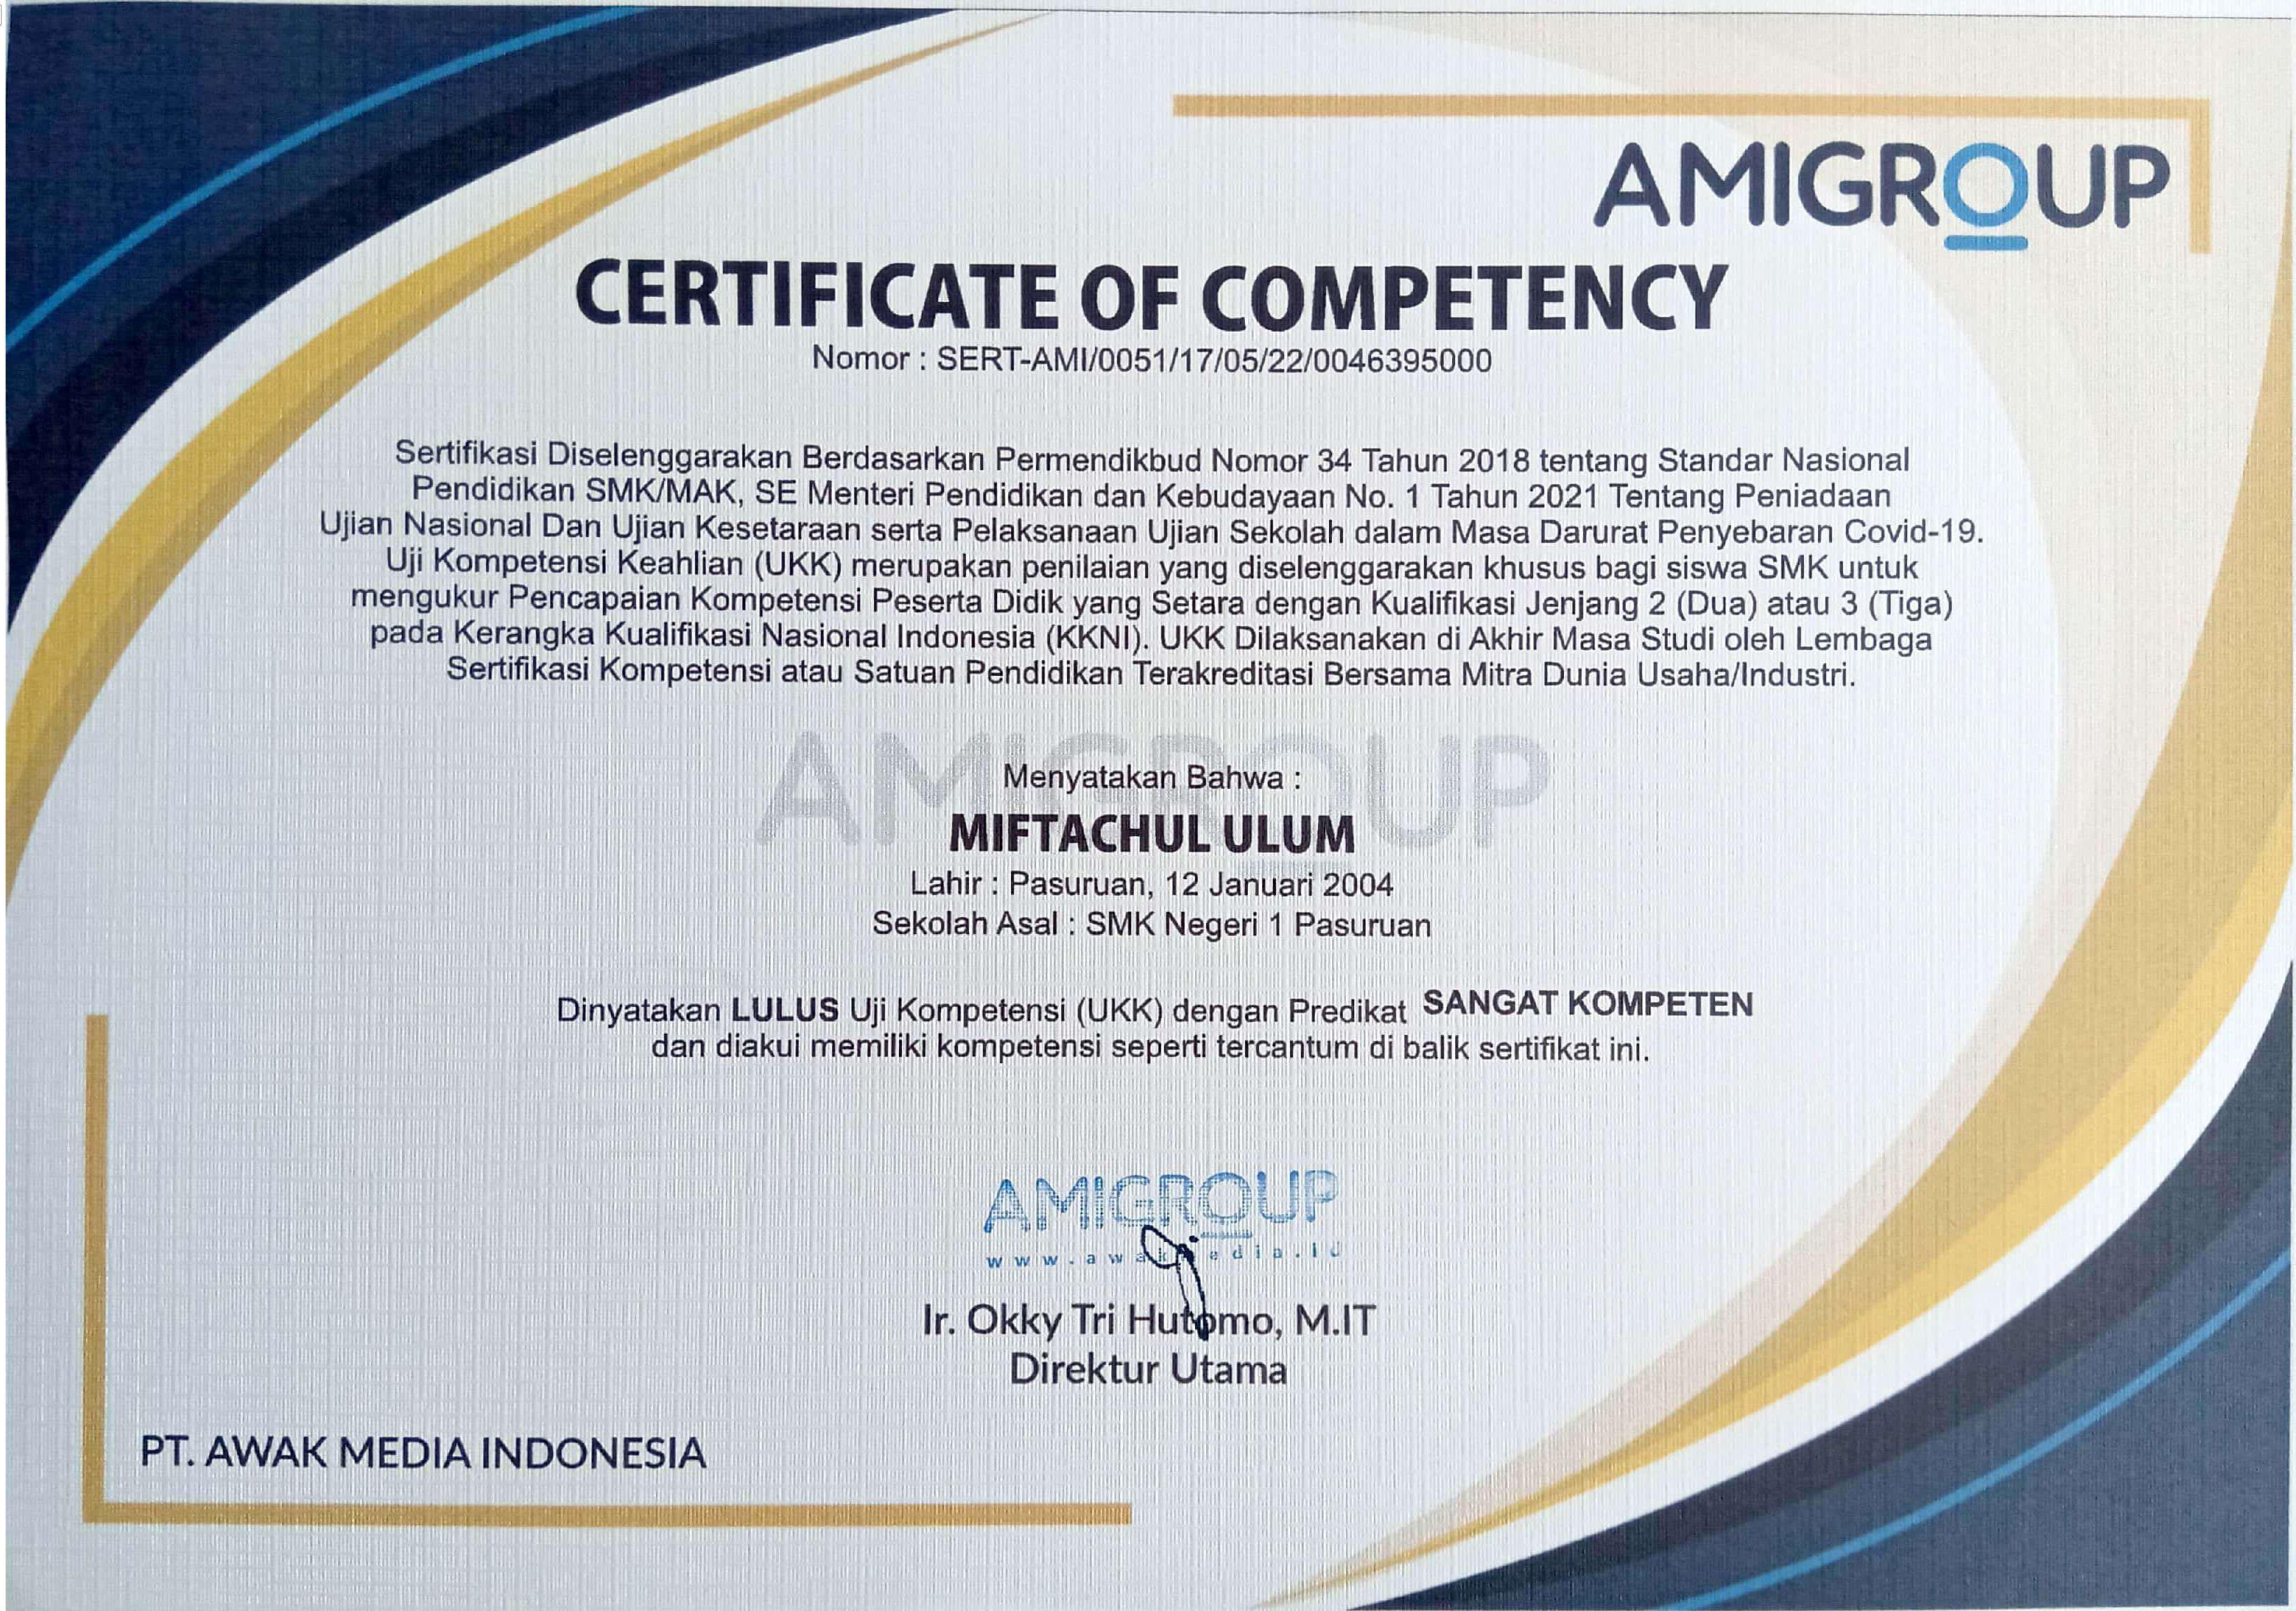 AMIGROUP
CERTIFICATE OF COMPETENCY
Nomor : SERT-AMI/0051/17/05/22/0046395000
Sertifikasi Diselenggarakan Berdasarkan Permendikbud Nomor 34 Tahun 2018 tentang Standar Nasional
Pendidikan SMK/MAK, SE Menteri Pendidikan dan Kebudayaan No. 1 Tahun 2021 Tentang Peniadaan
Ujian Nasional Dan Ujian Kesetaraan serta Pelaksanaan Ujian Sekolah dalam Masa Darurat Penyebaran Covid-19.
Uji Kompetensi Keahlian (UKK) merupakan penilaian yang diselenggarakan khusus bagi siswa SMK untuk
mengukur Pencapaian Kompetensi Peserta Didik yang Setara dengan Kualifikasi Jenjang 2 (Dua) atau 3 (Tiga)
pada Kerangka Kualifikasi Nasional Indonesia (KKNI). UKK Dilaksanakan di Akhir Masa Studi oleh Lembaga
Sertifikasi Kompetensi atau Satuan Pendidikan Terakreditasi Bersama Mitra Dunia Usaha/Industri.
AMIGROUP
Menyatakan Bahwa :
MIFTACHUL ULUM
Lahir : Pasuruan, 12 Januari 2004
Sekolah Asal : SMK Negeri 1 Pasuruan
Dinyatakan LULUS Uji Kompetensi (UKK) dengan Predikat SANGAT KOMPETEN
dan diakui memiliki kompetensi seperti tercantum di balik sertifikat ini.
AMIGROUP
www.awakmedia.id
Ir. Okky Tri Hutomo, M.IT
Direktur Utama
PT. AWAK MEDIA INDONESIA